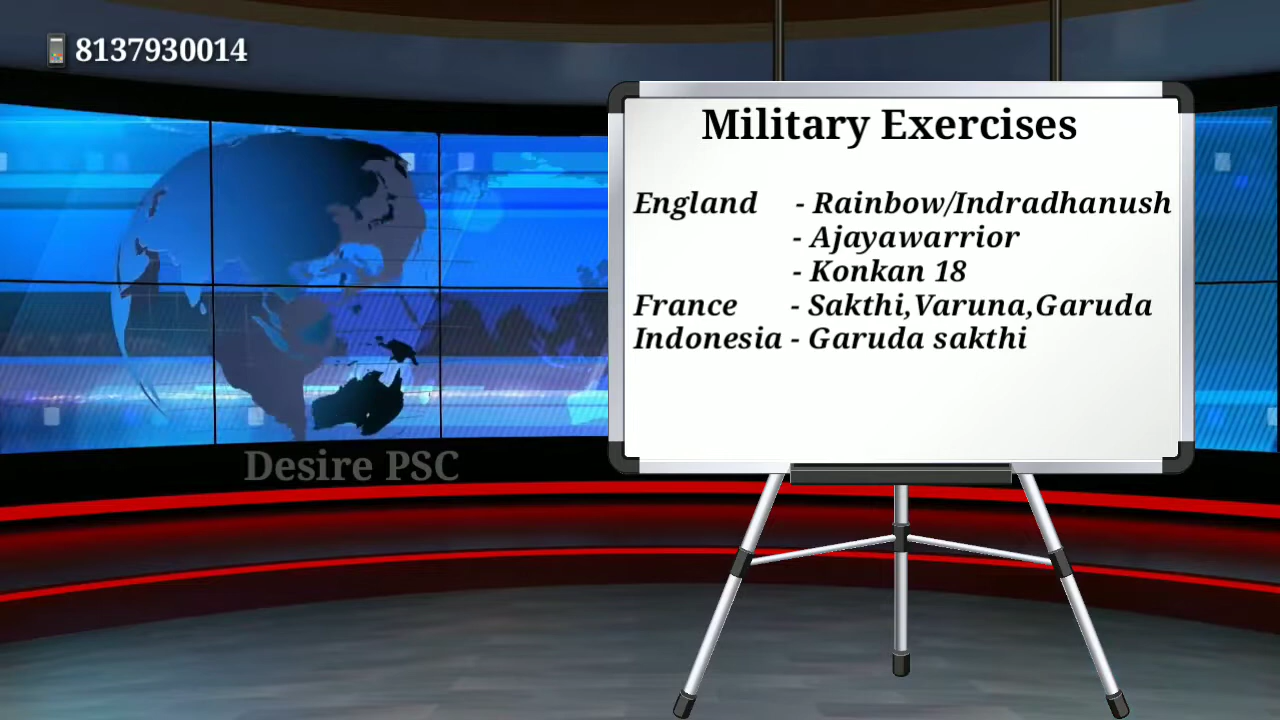 8137930014
Military Exercises
England - Rainbow/Indradhanush
- Ajayawarrior
- Konkan 18
France - Sakthi,Varuna,Garuda
Indonesia - Garuda sakthi
Desire PSC